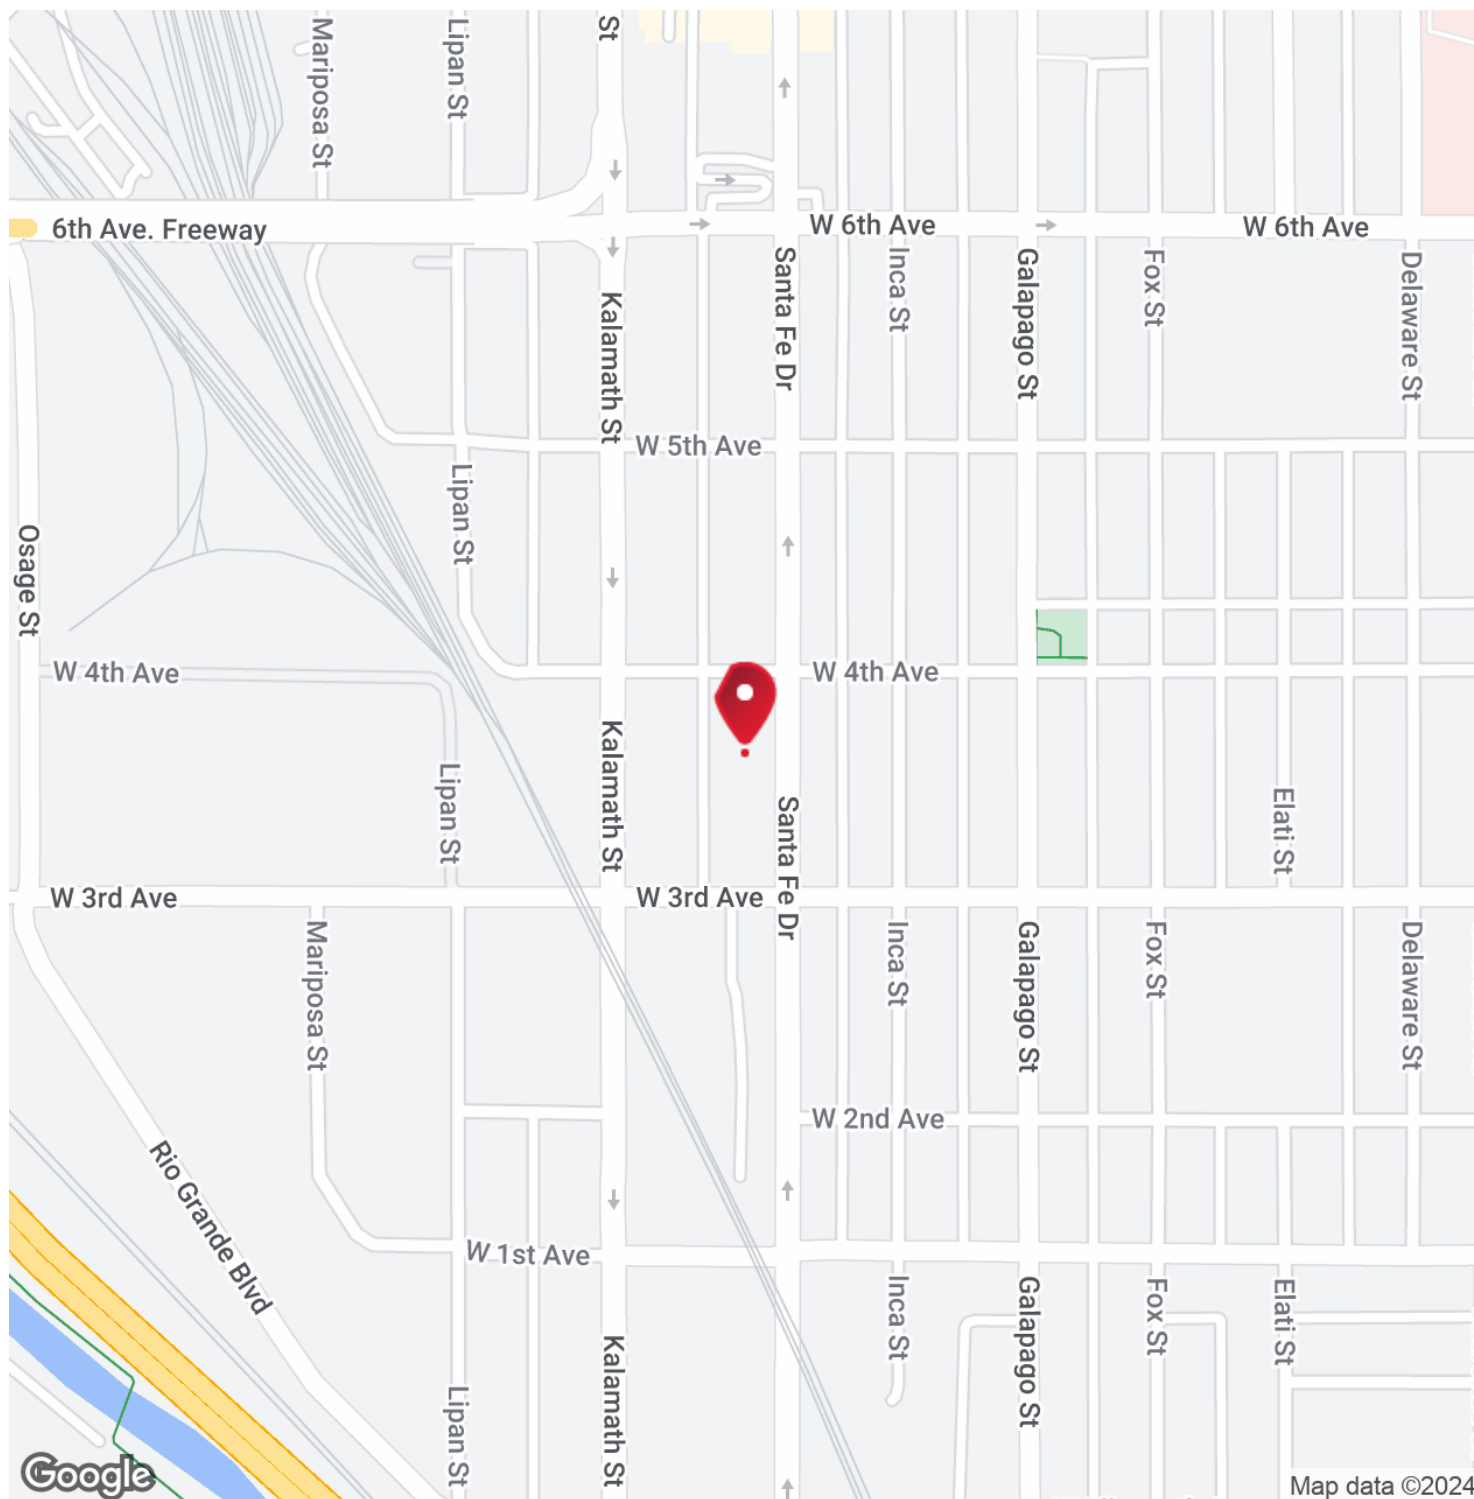 Mariposa St
Lipan St
St
6th Ave. Freeway
W 6th Ave
W 6th Ave
Kalamath St
Santa Fe Dr
Inca St
Galapago St
Fox St
Delaware St
W 5th Ave
Lipan St
Osage St
W 4th Ave
W 4th Ave
Lipan St
Kalamath St
Santa Fe Dr
Elati St
W 3rd Ave
W 3rd Ave
Mariposa St
Inca St
Galapago St
Fox St
Delaware St
W 2nd Ave
Rio Grande Blvd
W 1st Ave
Inca St
Galapago St
Fox St
Elati St
Kalamath St
Lipan St
Google
Map data ©2024